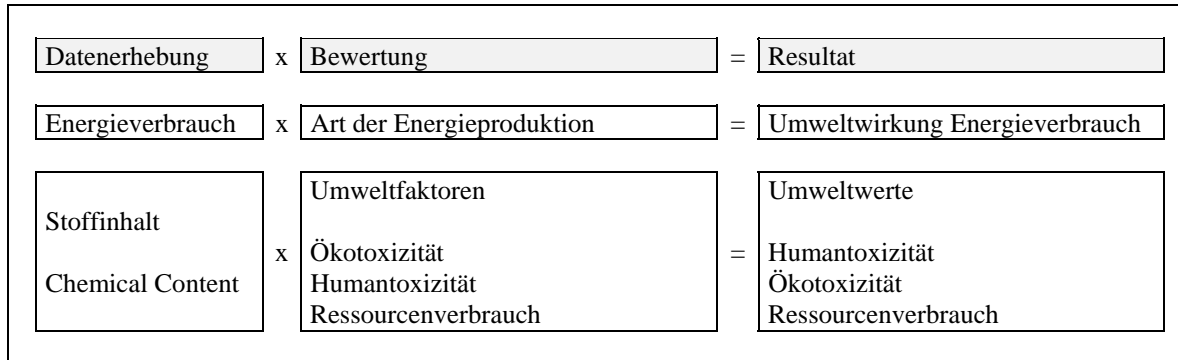 Datenerhebung x Bewertung = Resultat
Energieverbrauch x Art der Energieproduktion = Umweltwirkung Energieverbrauch
Stoffinhalt
Chemical Content
x
Umweltfaktoren
Ökotoxizität
Humantoxizität
Ressourcenverbrauch
=
Umweltwerte
Humantoxizität
Ökotoxizität
Ressourcenverbrauch